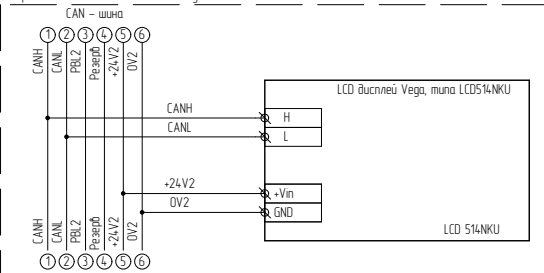 CAN - шина
1 2 3 4 5 6
CANH
CANL
PBL2
Резерв
+24V2
0V2
LCD дисплей Vega, типа LCD514NKU
CANH
H
CANL
L
+24V2
+Vin
0V2
GND
LCD 514NKU
CANH
CANL
PBL2
Резерв
+24V2
0V2
1 2 3 4 5 6